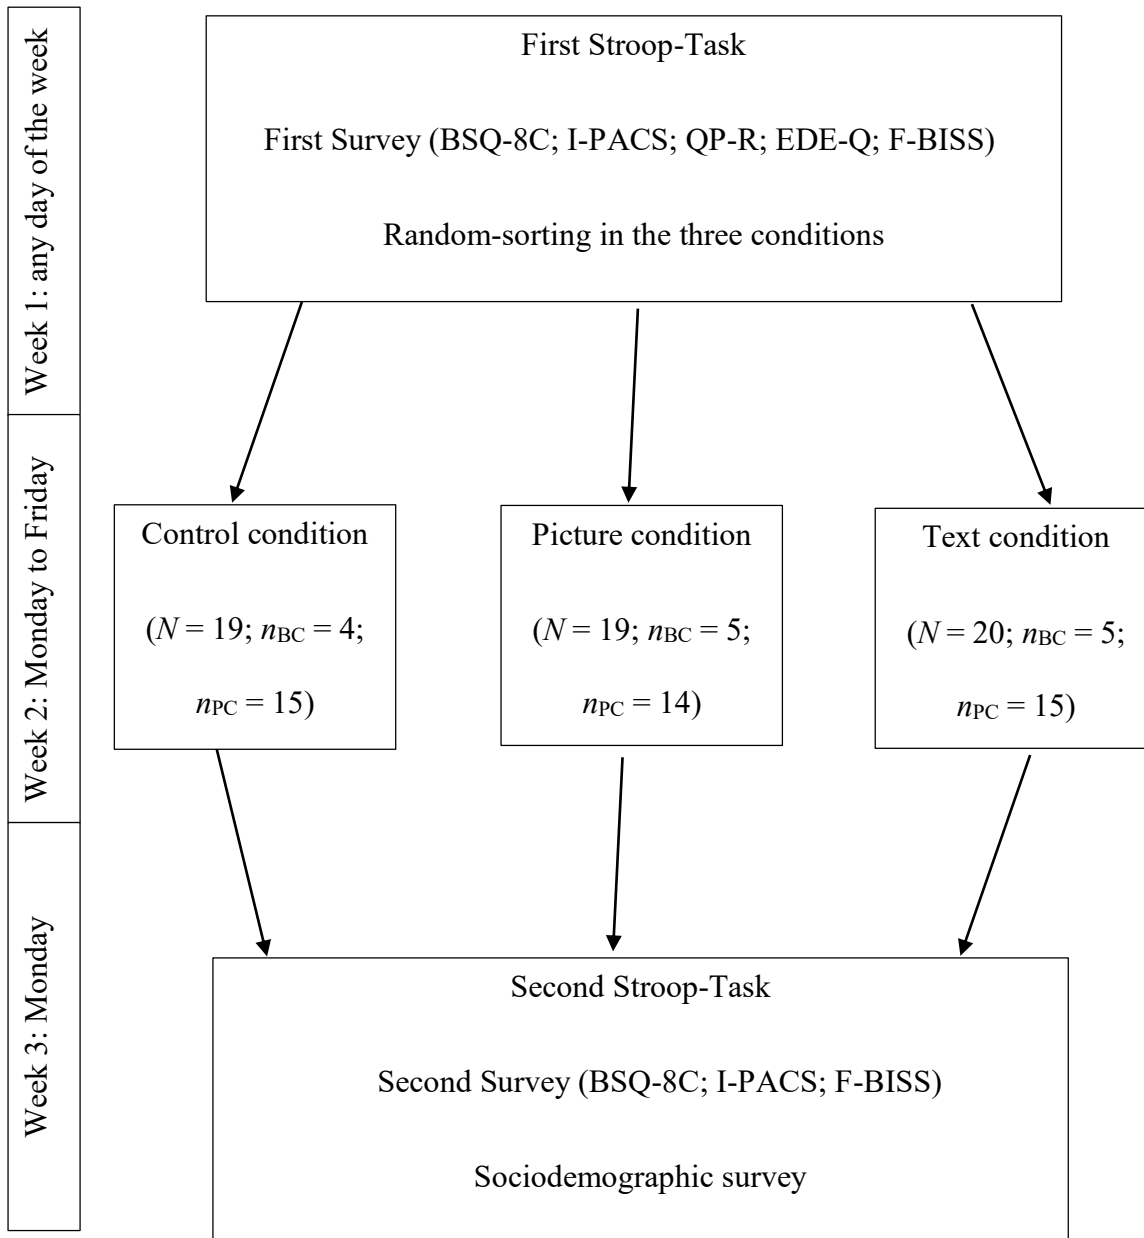 Week 1: any day of the week
First Stroop-Task
First Survey (BSQ-8C; I-PACS; QP-R; EDE-Q; F-BISS)
Random-sorting in the three conditions
Week 2: Monday to Friday
Control condition
(N = 19; nBC = 4;
nPC = 15)
Picture condition
(N = 19; nBC = 5;
nPC = 14)
Text condition
(N = 20; nBC = 5;
nPC = 15)
Week 3: Monday
Second Stroop-Task
Second Survey (BSQ-8C; I-PACS; F-BISS)
Sociodemographic survey